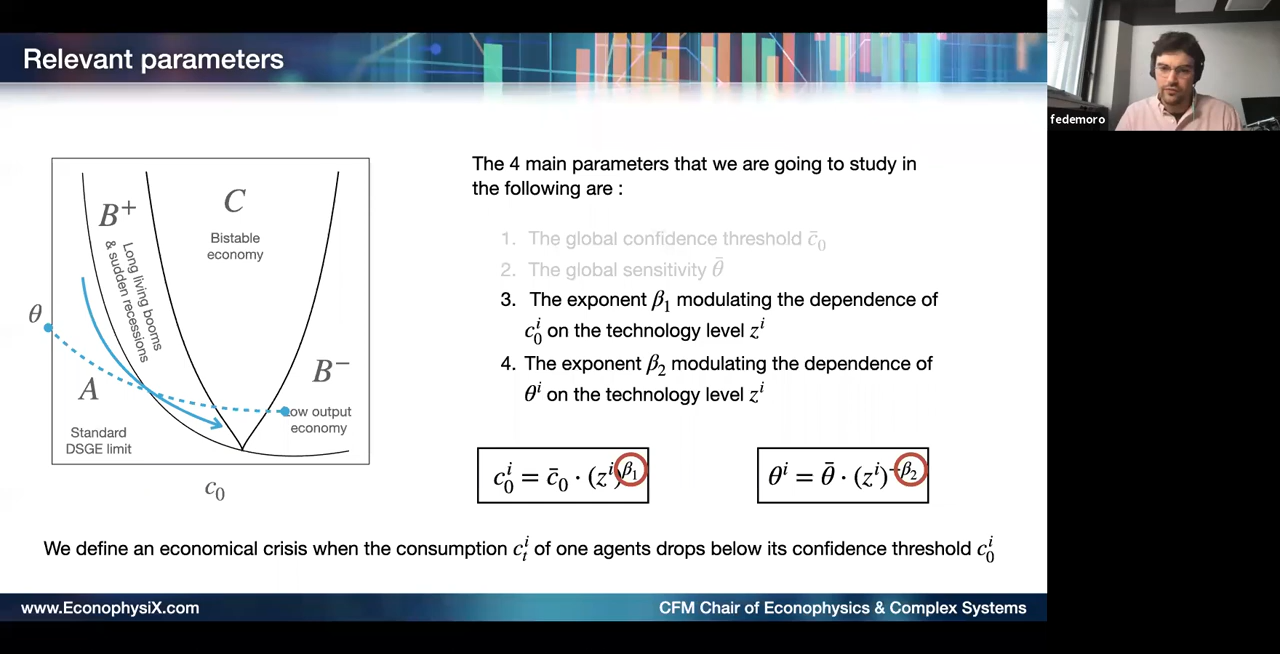 Relevant parameters
fedemoro
The 4 main parameters that we are going to study in
the following are :
1. The global confidence threshold c̄₀
2. The global sensitivity θ̄
3. The exponent β₁ modulating the dependence of
c₀ⁱ on the technology level zⁱ
4. The exponent β₂ modulating the dependence of
θⁱ on the technology level zⁱ
c₀ⁱ = c̄₀ · (zⁱ)^β₁
θⁱ = θ̄ · (zⁱ)^−β₂
θ
B⁺
Long living booms
& sudden recessions
C
Bistable
economy
A
Standard
DSGE limit
B⁻
Low output
economy
c₀
We define an economical crisis when the consumption cₜⁱ of one agents drops below its confidence threshold c₀ⁱ
www.EconophysiX.com
CFM Chair of Econophysics & Complex Systems